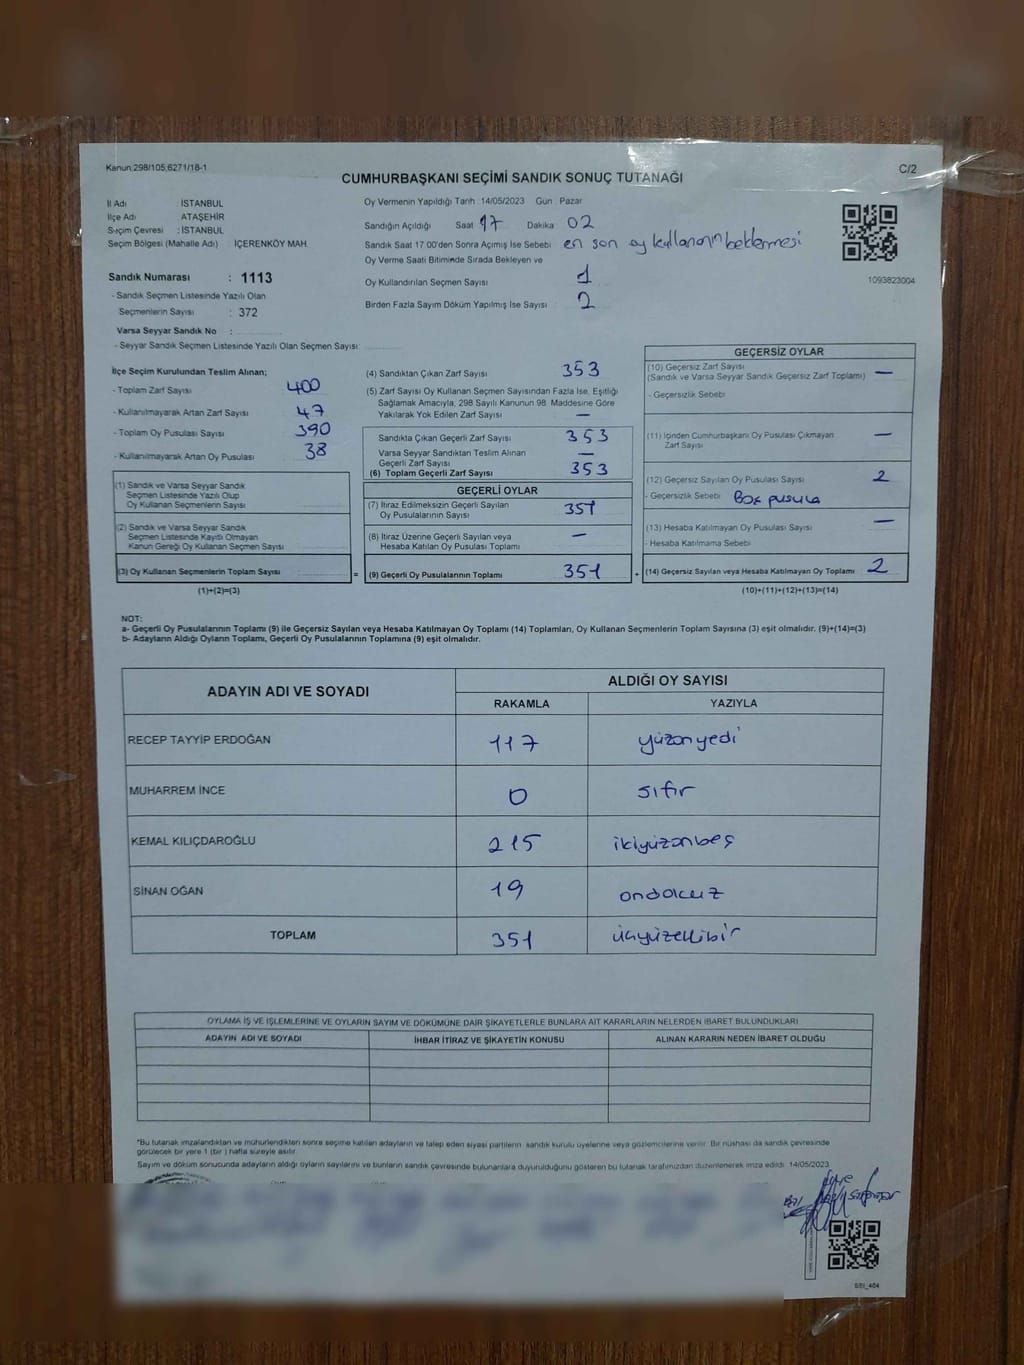 Kanun 298/105,6271/18-1
C/2
CUMHURBAŞKANI SEÇİMİ SANDIK SONUÇ TUTANAĞI
İl Adı İSTANBUL
İlçe Adı ATAŞEHİR
Seçim Çevresi : İSTANBUL
Seçim Bölgesi (Mahalle Adı) : İÇERENKÖY MAH.
Sandık Numarası : 1113
- Sandık Seçmen Listesinde Yazılı Olan
Seçmenlerin Sayısı : 372
Varsa Seyyar Sandık No :
- Seyyar Sandık Seçmen Listesinde Yazılı Olan Seçmen Sayısı:
Oy Vermenin Yapıldığı Tarih :14/05/2023 Gün : Pazar
Sandığın Açıldığı Saat 17 Dakika 02
Sandık Saat 17:00'den Sonra Açımış İse Sebebi en son oy kullananın beklenmesi
Oy Verme Saati Bitiminde Sırada Bekleyen ve
Oy Kullandırılan Seçmen Sayısı 1
Birden Fazla Sayım Döküm Yapılmış İse Sayısı 2
1093823004
İlçe Seçim Kurulundan Teslim Alınan;
- Toplam Zarf Sayısı 400
- Kullanılmayarak Artan Zarf Sayısı 47
- Toplam Oy Pusulası Sayısı 390
- Kullanılmayarak Artan Oy Pusulası 38
(1) Sandık ve Varsa Seyyar Sandık
Seçmen Listesinde Yazılı Olup
Oy Kullanan Seçmenlerin Sayısı
(2) Sandık ve Varsa Seyyar Sandık
Seçmen Listesinde Kayıtlı Olmayan
Kanun Gereği Oy Kullanan Seçmen Sayısı
(3) Oy Kullanan Seçmenlerin Toplam Sayısı =
(1)+(2)=(3)
(4) Sandıktan Çıkan Zarf Sayısı 353
(5) Zarf Sayısı Oy Kullanan Seçmen Sayısından Fazla İse, Eşitliği
Sağlamak Amacıyla, 298 Sayılı Kanunun 98. Maddesine Göre
Yakılarak Yok Edilen Zarf Sayısı —
Sandıkta Çıkan Geçerli Zarf Sayısı 353
Varsa Seyyar Sandıktan Teslim Alınan
Geçerli Zarf Sayısı —
(6) Toplam Geçerli Zarf Sayısı 353
GEÇERLİ OYLAR
(7) İtiraz Edilmeksizin Geçerli Sayılan
Oy Pusulalarının Sayısı 351
(8) İtiraz Üzerine Geçerli Sayılan veya
Hesaba Katılan Oy Pusulası Toplamı —
(9) Geçerli Oy Pusulalarının Toplamı 351 +
GEÇERSİZ OYLAR
(10) Geçersiz Zarf Sayısı
(Sandık ve Varsa Seyyar Sandık Geçersiz Zarf Toplamı) —
- Geçersizlik Sebebi
(11) İçinden Cumhurbaşkanı Oy Pusulası Çıkmayan
Zarf Sayısı —
(12) Geçersiz Sayılan Oy Pusulası Sayısı 2
- Geçersizlik Sebebi Boş pusula
(13) Hesaba Katılmayan Oy Pusulası Sayısı —
- Hesaba Katılmama Sebebi
(14) Geçersiz Sayılan veya Hesaba Katılmayan Oy Toplamı 2
(10)+(11)+(12)+(13)=(14)
NOT:
a- Geçerli Oy Pusulalarının Toplamı (9) ile Geçersiz Sayılan veya Hesaba Katılmayan Oy Toplamı (14) Toplamları, Oy Kullanan Seçmenlerin Toplam Sayısına (3) eşit olmalıdır. (9)+(14)=(3)
b- Adayların Aldığı Oyların Toplamı, Geçerli Oy Pusulalarının Toplamına (9) eşit olmalıdır.
ADAYIN ADI VE SOYADI ALDIĞI OY SAYISI
RAKAMLA YAZIYLA
RECEP TAYYİP ERDOĞAN 117 yüzonyedi
MUHARREM İNCE 0 sıfır
KEMAL KILIÇDAROĞLU 215 ikiyüzonbeş
SİNAN OĞAN 19 ondokuz
TOPLAM 351 üçyüzellibir
OYLAMA İŞ VE İŞLEMLERİNE VE OYLARIN SAYIM VE DÖKÜMÜNE DAİR ŞİKAYETLERLE BUNLARA AİT KARARLARIN NELERDEN İBARET BULUNDUKLARI
ADAYIN ADI VE SOYADI İHBAR İTİRAZ VE ŞİKAYETİN KONUSU ALINAN KARARIN NEDEN İBARET OLDUĞU
*Bu tutanak imzalandıktan ve mühürlendikten sonra seçime katılan adayların ve talep eden siyasi partilerin sandık kurulu üyelerine veya gözlemcilerine verilir. Bir nüshası da sandık çevresinde
görülecek bir yere 1 (bir ) hafta süreyle asılır.
Sayım ve döküm sonucunda adayların aldığı oyların sayılarını ve bunların sandık çevresinde bulunanlara duyurulduğunu gösteren bu tutanak tarafımızdan düzenlenerek imza edildi. 14/05/2023